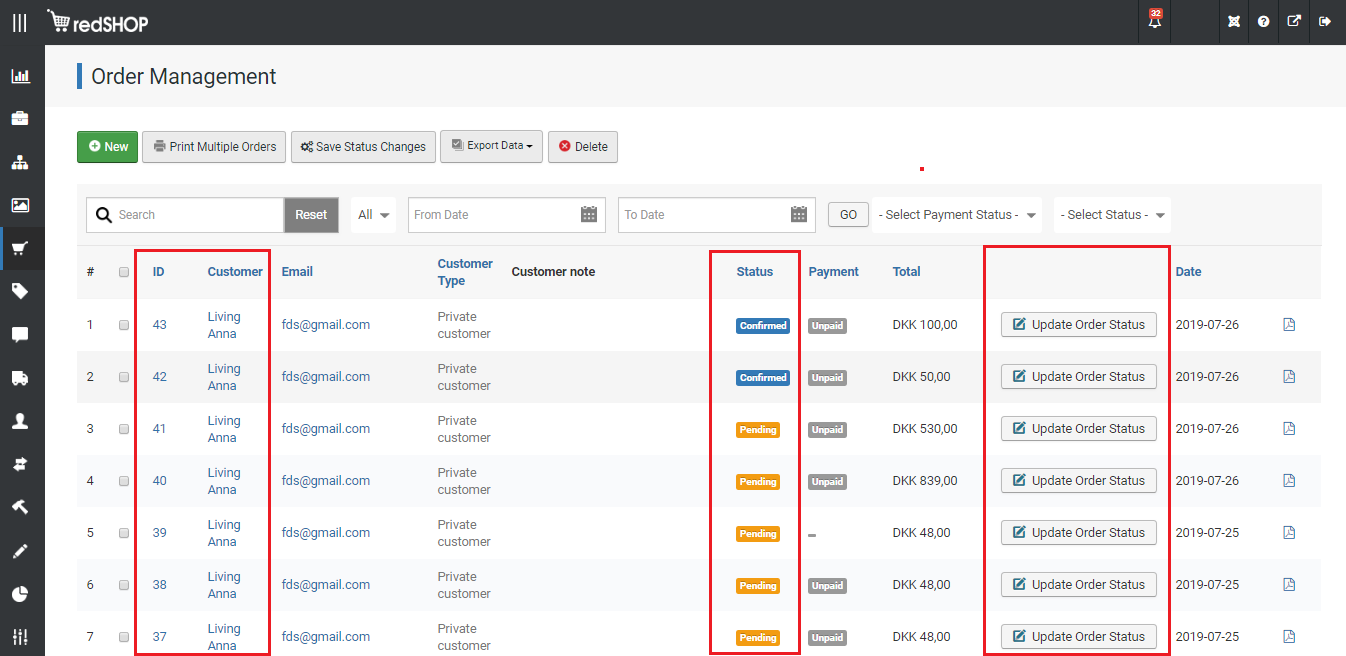 32
redSHOP
Order Management
New Print Multiple Orders Save Status Changes Export Data Delete
Search Reset All From Date To Date GO - Select Payment Status - - Select Status -
# ID Customer Email Customer Type Customer note Status Payment Total Date
1 43 Living Anna fds@gmail.com Private customer Confirmed Unpaid DKK 100,00 Update Order Status 2019-07-26
2 42 Living Anna fds@gmail.com Private customer Confirmed Unpaid DKK 50,00 Update Order Status 2019-07-26
3 41 Living Anna fds@gmail.com Private customer Pending Unpaid DKK 530,00 Update Order Status 2019-07-26
4 40 Living Anna fds@gmail.com Private customer Pending Unpaid DKK 839,00 Update Order Status 2019-07-26
5 39 Living Anna fds@gmail.com Private customer Pending DKK 48,00 Update Order Status 2019-07-25
6 38 Living Anna fds@gmail.com Private customer Pending Unpaid DKK 48,00 Update Order Status 2019-07-25
7 37 Living Anna fds@gmail.com Private customer Pending Unpaid DKK 48,00 Update Order Status 2019-07-25